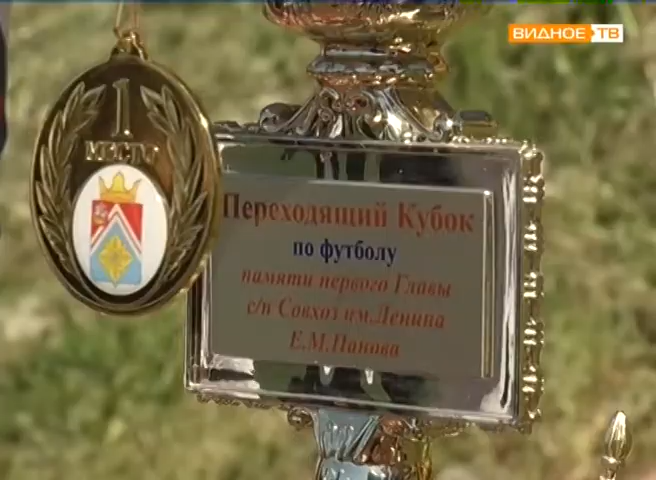 ВИДНОЕ ТВ
1
МЕСТО
Переходящий Кубок
по футболу
памяти первого Главы
с/п Совхоз им.Ленина
Е.М.Панова